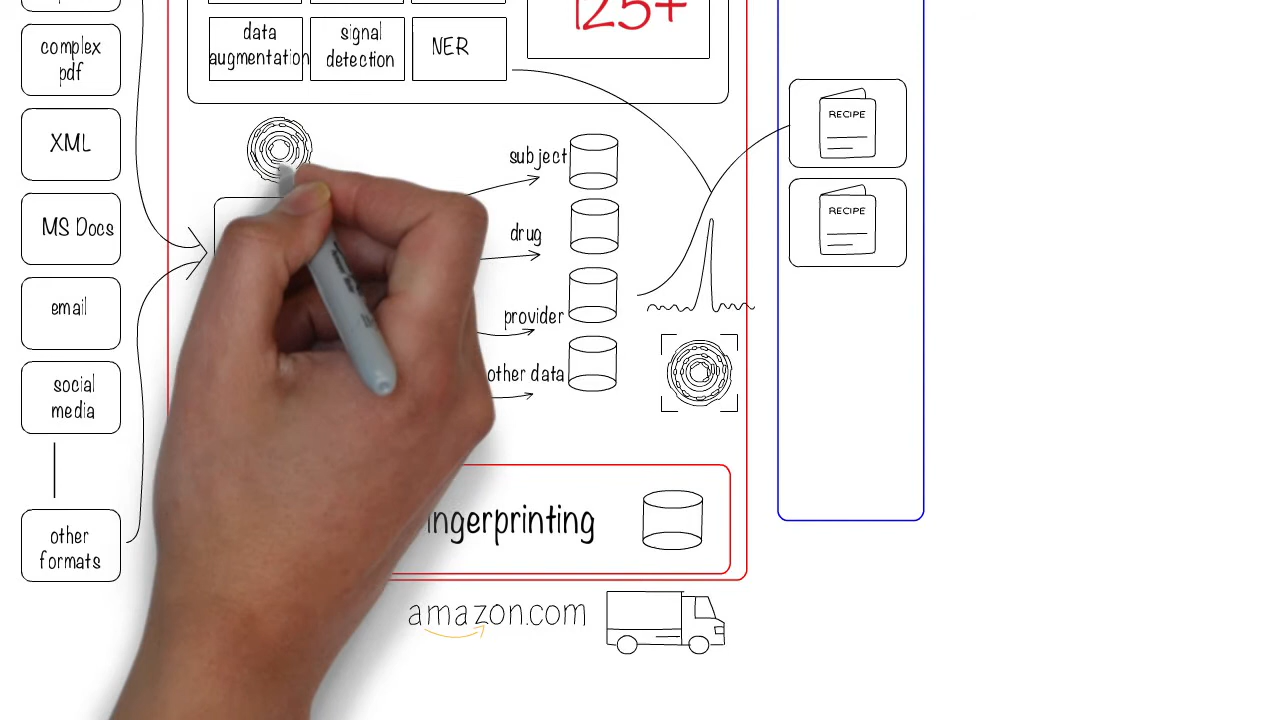 complex
pdf
XML
MS Docs
email
social
media
other
formats
data
augmentation
signal
detection
NER
125+
subject
drug
provider
other data
ngerprinting
amazon.com
RECIPE
RECIPE